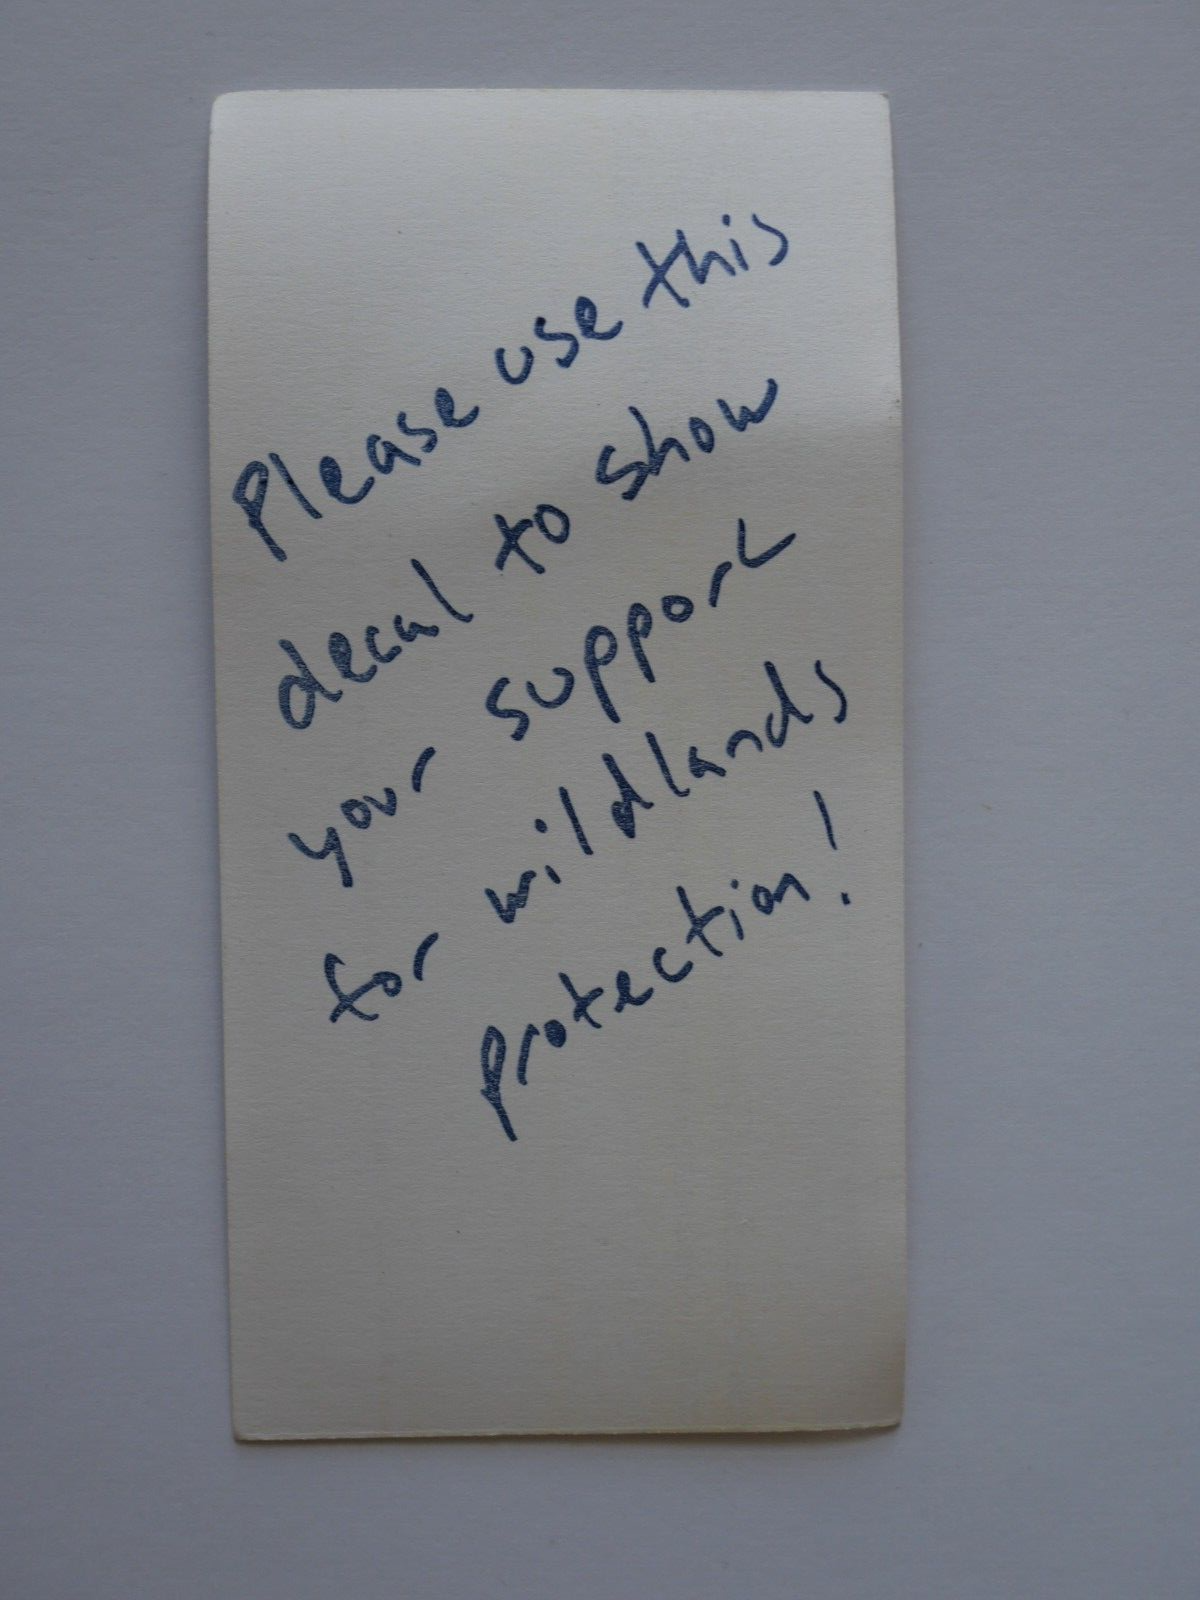 Please use this
decal to show
your support
for wildlands
protection!